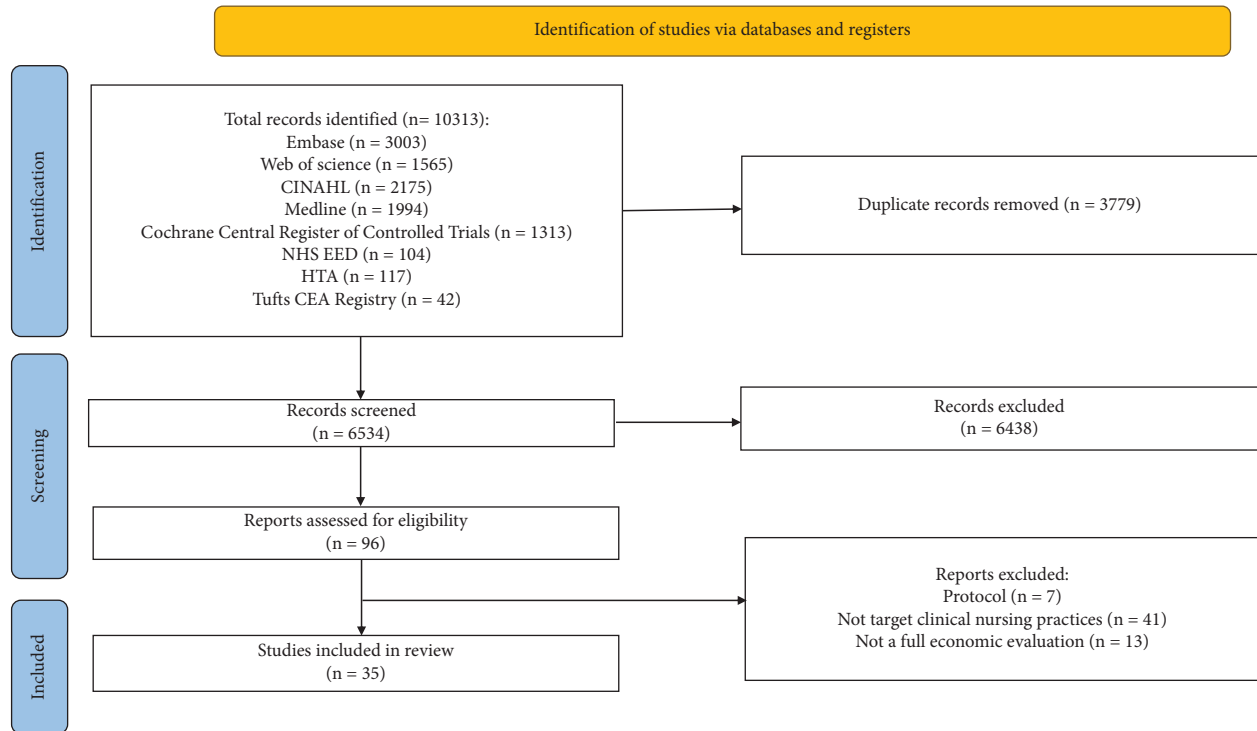 Identification of studies via databases and registers
Identification
Total records identified (n= 10313):
Embase (n = 3003)
Web of science (n = 1565)
CINAHL (n = 2175)
Medline (n = 1994)
Cochrane Central Register of Controlled Trials (n = 1313)
NHS EED (n = 104)
HTA (n = 117)
Tufts CEA Registry (n = 42)
Duplicate records removed (n = 3779)
Screening
Records screened
(n = 6534)
Records excluded
(n = 6438)
Reports assessed for eligibility
(n = 96)
Reports excluded:
Protocol (n = 7)
Not target clinical nursing practices (n = 41)
Not a full economic evaluation (n = 13)
Included
Studies included in review
(n = 35)